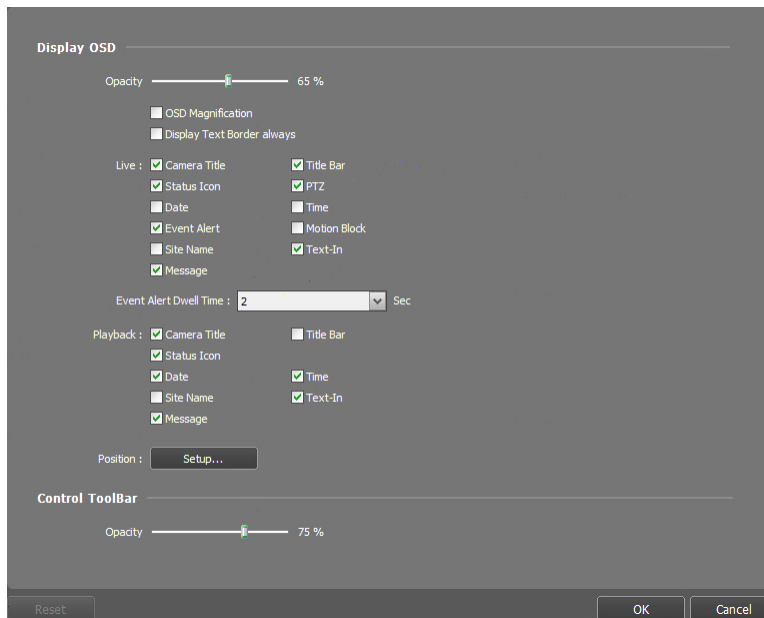 Display OSD
Opacity 65 %
OSD Magnification
Display Text Border always
Live : Camera Title Title Bar
Status Icon PTZ
Date Time
Event Alert Motion Block
Site Name Text-In
Message
Event Alert Dwell Time : 2 Sec
Playback : Camera Title Title Bar
Status Icon
Date Time
Site Name Text-In
Message
Position : Setup...
Control ToolBar
Opacity 75 %
Reset OK Cancel